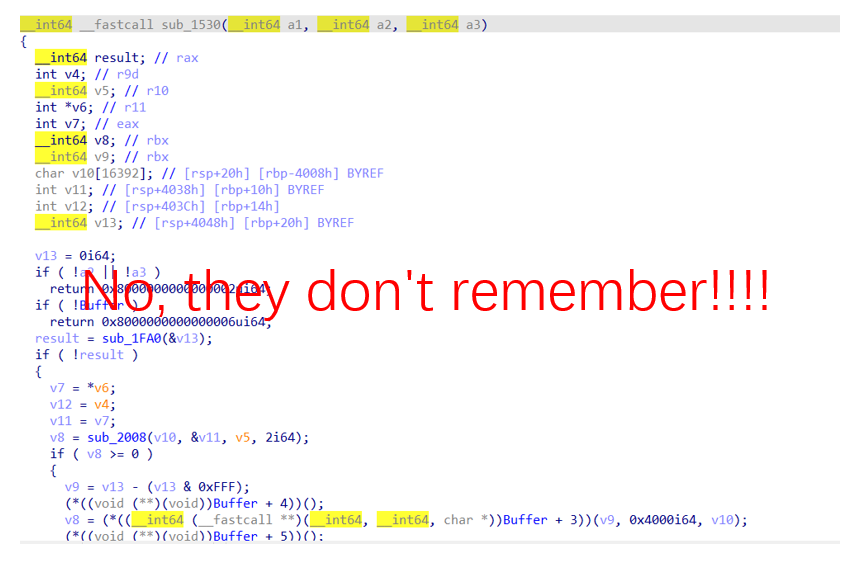 __int64 __fastcall sub_1530(__int64 a1, __int64 a2, __int64 a3)
{
__int64 result; // rax
int v4; // r9d
__int64 v5; // r10
int *v6; // r11
int v7; // eax
__int64 v8; // rbx
__int64 v9; // rbx
char v10[16392]; // [rsp+20h] [rbp-4008h] BYREF
int v11; // [rsp+4038h] [rbp+10h] BYREF
int v12; // [rsp+403Ch] [rbp+14h]
__int64 v13; // [rsp+4048h] [rbp+20h] BYREF
v13 = 0i64;
if ( !a2 || !a3 )
return 0x8000000000000002ui64;
No, they don't remember!!!!
if ( !Buffer )
return 0x8000000000000006ui64;
result = sub_1FA0(&v13);
if ( !result )
{
v7 = *v6;
v12 = v4;
v11 = v7;
v8 = sub_2008(v10, &v11, v5, 2i64);
if ( v8 >= 0 )
{
v9 = v13 - (v13 & 0xFFF);
(*((void (**)(void))Buffer + 4))();
v8 = (*((__int64 (__fastcall **)(__int64, __int64, char *))Buffer + 3))(v9, 0x4000i64, v10);
(*((void (**)(void))Buffer + 5))();